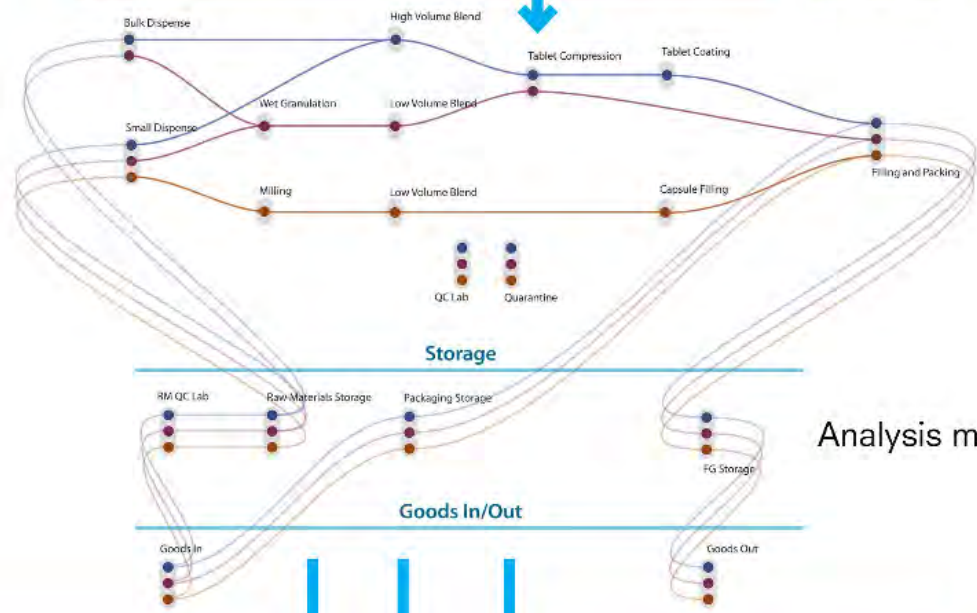 High Volume Blend
Bulk Dispense
Tablet Compression
Tablet Coating
Wet Granulation
Low Volume Blend
Small Dispense
Filling and Packing
Milling
Low Volume Blend
Capsule Filling
QC Lab
Quarantine
Storage
RM QC Lab
Raw Materials Storage
Packaging Storage
Analysis m
FG Storage
Goods In/Out
Goods In
Goods Out